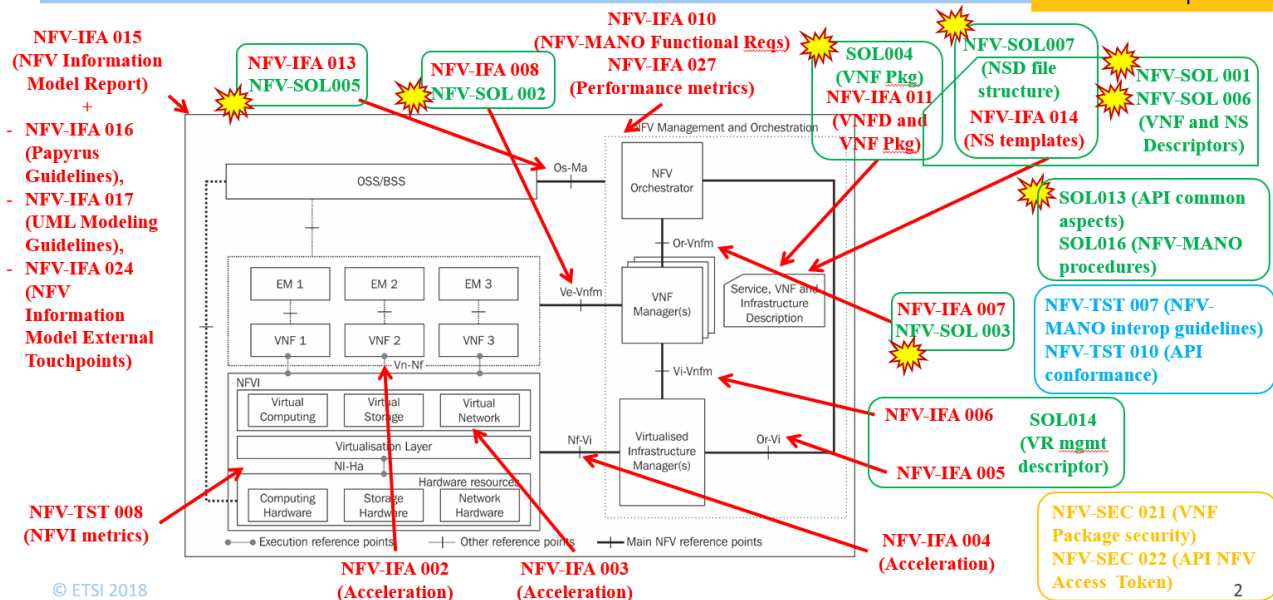 NFV-IFA 015
(NFV Information
Model Report)
+
- NFV-IFA 016
(Papyrus
Guidelines),
- NFV-IFA 017
(UML Modeling
Guidelines),
- NFV-IFA 024
(NFV
Information
Model External
Touchpoints)
NFV-IFA 013
NFV-SOL005
NFV-IFA 008
NFV-SOL 002
NFV-IFA 010
(NFV-MANO Functional Reqs)
NFV-IFA 027
(Performance metrics)
SOL004
(VNF Pkg)
NFV-IFA 011
(VNFD and
VNF Pkg)
NFV-SOL007
(NSD file
structure)
NFV-IFA 014
(NS templates)
NFV-SOL 001
NFV-SOL 006
(VNF and NS
Descriptors)
NFV Management and Orchestration
Os-Ma
OSS/BSS
NFV
Orchestrator
Or-Vnfm
EM 1
EM 2
EM 3
Ve-Vnfm
VNF
Manager(s)
Service, VNF and
Infrastructure
Description
VNF 1
VNF 2
VNF 3
Vn-Nf
Vi-Vnfm
NFVI
Virtual
Computing
Virtual
Storage
Virtual
Network
Virtualisation Layer
Nf-Vi
Virtualised
Infrastructure
Manager(s)
Or-Vi
NI-Ha
Hardware resources
Computing
Hardware
Storage
Hardware
Network
Hardware
Execution reference points
Other reference points
Main NFV reference points
SOL013 (API common
aspects)
SOL016 (NFV-MANO
procedures)
NFV-IFA 007
NFV-SOL 003
NFV-TST 007 (NFV-
MANO interop guidelines)
NFV-TST 010 (API
conformance)
NFV-IFA 006
NFV-IFA 005
SOL014
(VR mgmt
descriptor)
NFV-SEC 021 (VNF
Package security)
NFV-SEC 022 (API NFV
Access Token)
NFV-TST 008
(NFVI metrics)
NFV-IFA 002
(Acceleration)
NFV-IFA 003
(Acceleration)
NFV-IFA 004
(Acceleration)
© ETSI 2018
2